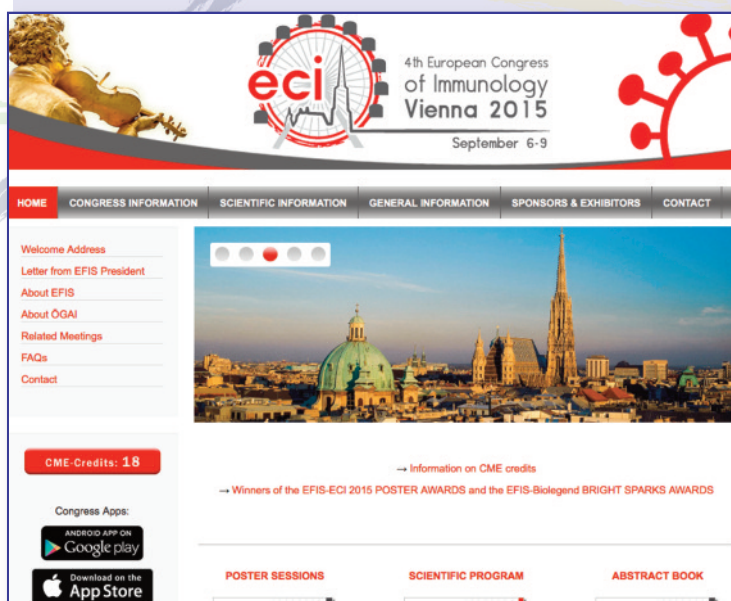 eci
4th European Congress
of Immunology
Vienna 2015
September 6-9
HOME CONGRESS INFORMATION SCIENTIFIC INFORMATION GENERAL INFORMATION SPONSORS & EXHIBITORS CONTACT
Welcome Address
Letter from EFIS President
About EFIS
About ÖGAI
Related Meetings
FAQs
Contact
CME-Credits: 18
Congress Apps:
ANDROID APP ON
Google play
Download on the
App Store
→ Information on CME credits
→ Winners of the EFIS-ECI 2015 POSTER AWARDS and the EFIS-Biolegend BRIGHT SPARKS AWARDS
POSTER SESSIONS SCIENTIFIC PROGRAM ABSTRACT BOOK